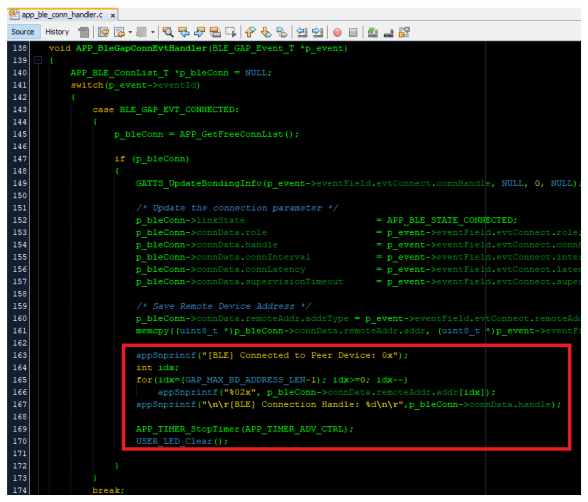 app_ble_conn_handler.c x
Source History
138 void APP_BleGapConnEvtHandler(BLE_GAP_Event_T *p_event)
139 {
140 APP_BLE_ConnList_T *p_bleConn = NULL;
141 switch(p_event->eventId)
142 {
143 case BLE_GAP_EVT_CONNECTED:
144 {
145 p_bleConn = APP_GetFreeConnList();
146
147 if (p_bleConn)
148 {
149 GATTS_UpdateBondingInfo(p_event->eventField.evtConnect.connHandle, NULL, 0, NULL);
150
151 /* Update the connection parameter */
152 p_bleConn->linkState = APP_BLE_STATE_CONNECTED;
153 p_bleConn->connData.role = p_event->eventField.evtConnect.role;
154 p_bleConn->connData.handle = p_event->eventField.evtConnect.connH
155 p_bleConn->connData.connInterval = p_event->eventField.evtConnect.inter
156 p_bleConn->connData.connLatency = p_event->eventField.evtConnect.laten
157 p_bleConn->connData.supervisionTimeout = p_event->eventField.evtConnect.super
158
159 /* Save Remote Device Address */
160 p_bleConn->connData.remoteAddr.addrType = p_event->eventField.evtConnect.remoteAdd
161 memcpy((uint8_t *)p_bleConn->connData.remoteAddr.addr, (uint8_t *)p_event->eventFi
162
163 appSnprintf("[BLE] Connected to Peer Device: 0x");
164 int idx;
165 for(idx=(GAP_MAX_BD_ADDRESS_LEN-1); idx>=0; idx--)
166 appSnprintf("%02x", p_bleConn->connData.remoteAddr.addr[idx]);
167 appSnprintf("\n\r[BLE] Connection Handle: %d\n\r",p_bleConn->connData.handle);
168
169 APP_TIMER_StopTimer(APP_TIMER_ADV_CTRL);
170 USER_LED_Clear();
171
172 }
173 }
174 break;